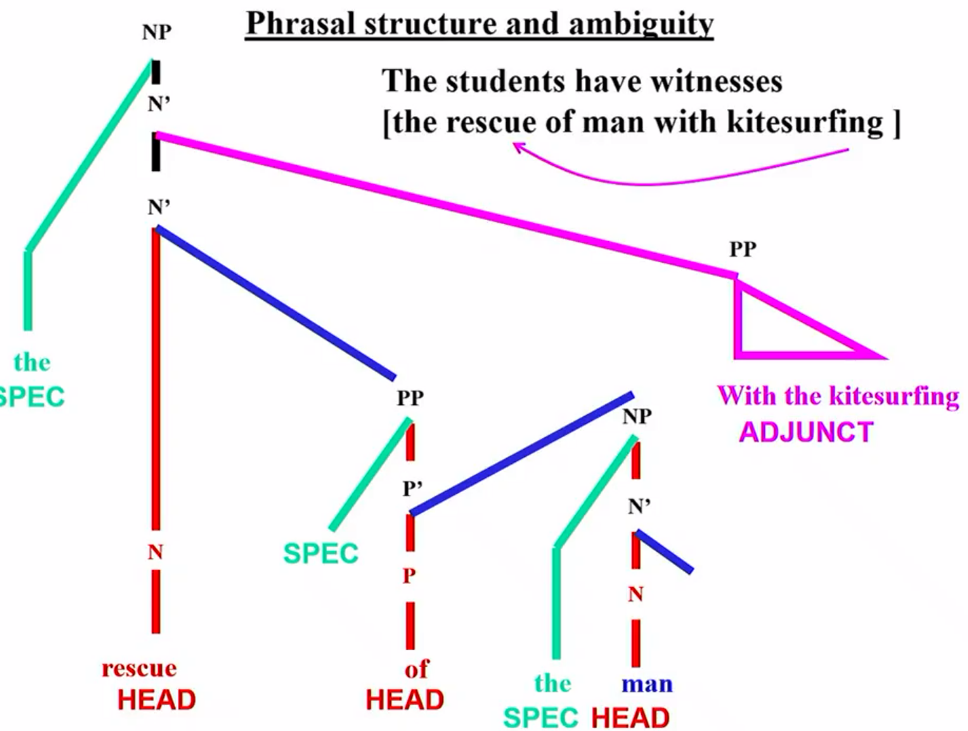 Phrasal structure and ambiguity
NP
The students have witnesses
[the rescue of man with kitesurfing ]
N’
N’
PP
the
SPEC
With the kitesurfing
ADJUNCT
PP
NP
P’
N’
SPEC
N
P
N
rescue
HEAD
of
HEAD
the
man
SPEC HEAD